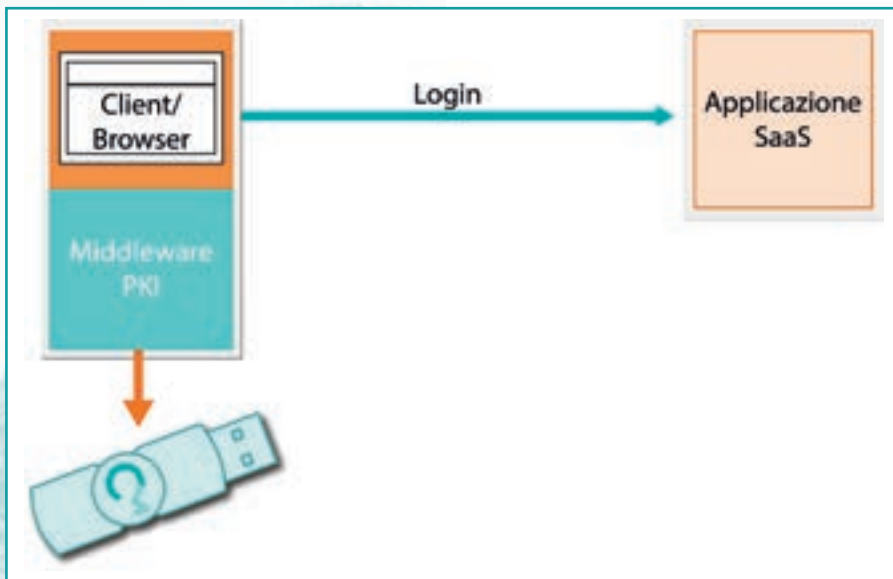 Client/
Browser
Login
Applicazione
SaaS
Middleware
PKI